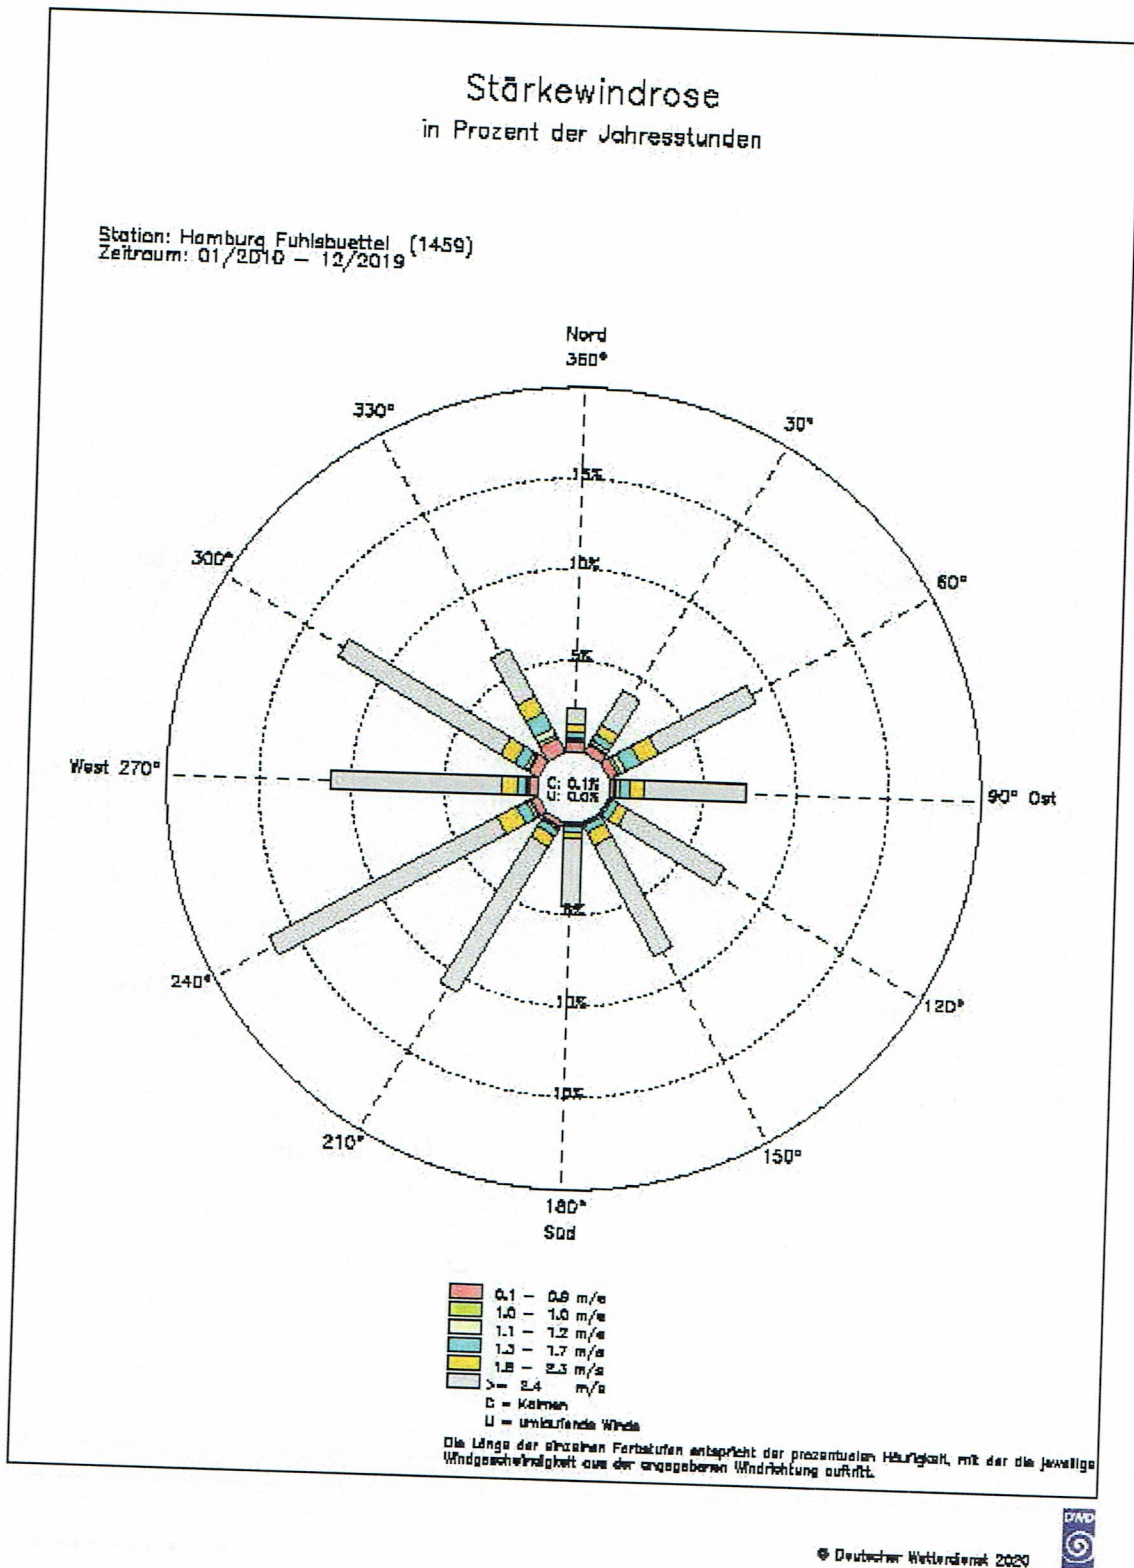 Stärkewindrose
in Prozent der Jahresstunden
Station: Hamburg Fuhlsbuettel (1459)
Zeitraum: 01/2010 – 12/2019
Nord
360°
330°
30°
15%
300°
10%
60°
5%
West 270°
C: 0.1%
U: 0.0%
90° Ost
5%
240°
10%
120°
10%
210°
150°
180°
Süd
0.1 – 0.9 m/s
1.0 – 1.0 m/s
1.1 – 1.2 m/s
1.3 – 1.7 m/s
1.8 – 2.3 m/s
>= 2.4 m/s
C = Kalmen
U = umlaufende Winde
Die Länge der einzelnen Farbstufen entspricht der prozentualen Häufigkeit, mit der die jeweilige
Windgeschwindigkeit aus der angegebenen Windrichtung auftritt.
DWD
© Deutscher Wetterdienst 2020